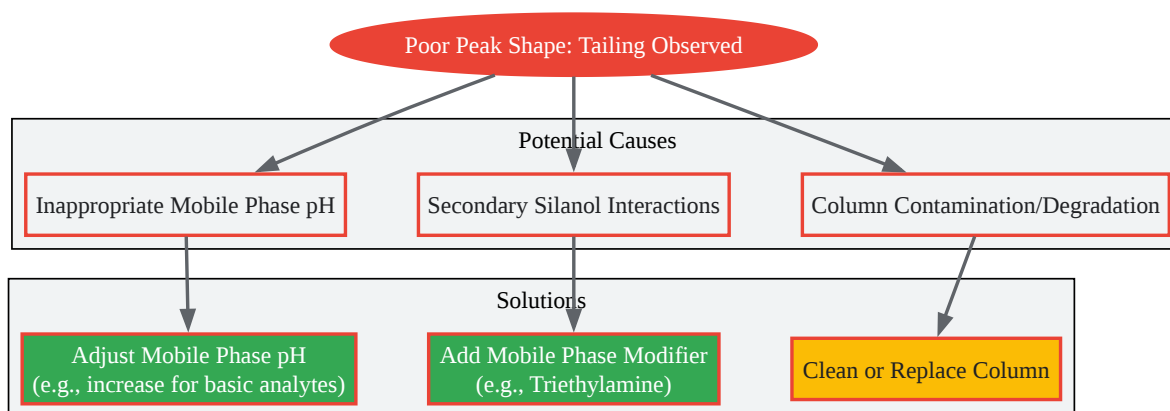 Poor Peak Shape: Tailing Observed
Potential Causes
Inappropriate Mobile Phase pH
Secondary Silanol Interactions
Column Contamination/Degradation
Solutions
Adjust Mobile Phase pH
(e.g., increase for basic analytes)
Add Mobile Phase Modifier
(e.g., Triethylamine)
Clean or Replace Column